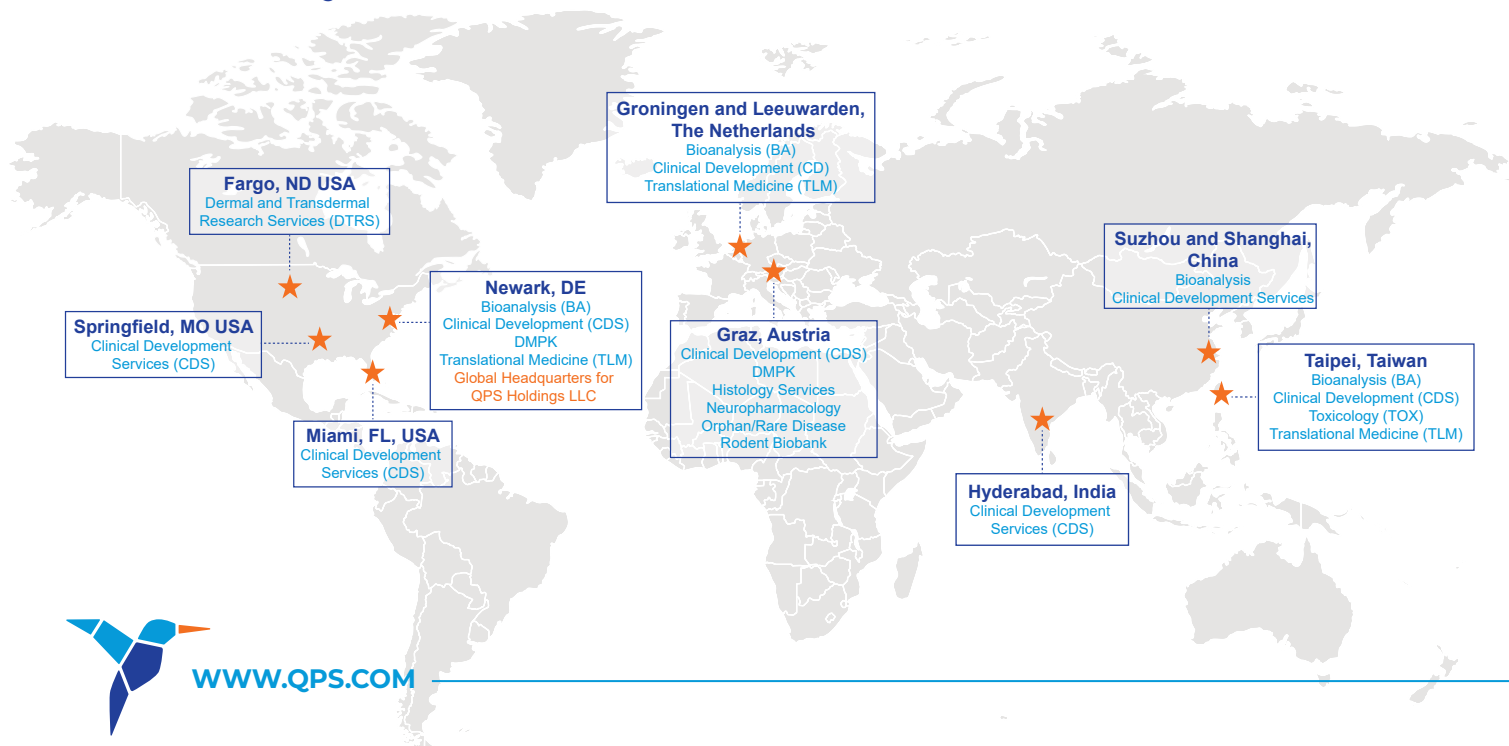 Groningen and Leeuwarden,
The Netherlands
Bioanalysis (BA)
Clinical Development (CD)
Translational Medicine (TLM)
Fargo, ND USA
Dermal and Transdermal
Research Services (DTRS)
Suzhou and Shanghai,
China
Bioanalysis
Clinical Development Services
Newark, DE
Bioanalysis (BA)
Clinical Development (CDS)
DMPK
Translational Medicine (TLM)
Global Headquarters for
QPS Holdings LLC
Springfield, MO USA
Clinical Development
Services (CDS)
Graz, Austria
Clinical Development (CDS)
DMPK
Histology Services
Neuropharmacology
Orphan/Rare Disease
Rodent Biobank
Taipei, Taiwan
Bioanalysis (BA)
Clinical Development (CDS)
Toxicology (TOX)
Translational Medicine (TLM)
Miami, FL, USA
Clinical Development
Services (CDS)
Hyderabad, India
Clinical Development
Services (CDS)
WWW.QPS.COM